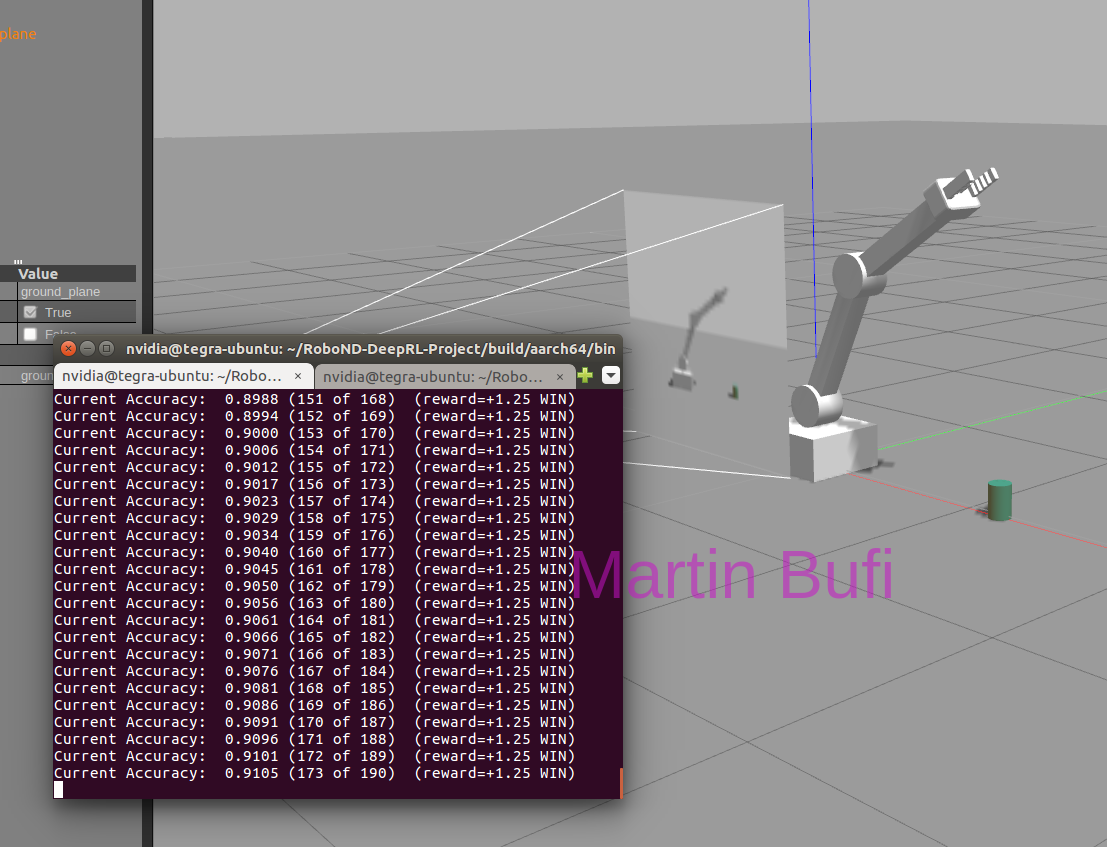 plane
Value
ground_plane
True
False
groun
nvidia@tegra-ubuntu: ~/RoboND-DeepRL-Project/build/aarch64/bin
nvidia@tegra-ubuntu: ~/Robo... × nvidia@tegra-ubuntu: ~/Robo... ×
Current Accuracy: 0.8988 (151 of 168) (reward=+1.25 WIN)
Current Accuracy: 0.8994 (152 of 169) (reward=+1.25 WIN)
Current Accuracy: 0.9000 (153 of 170) (reward=+1.25 WIN)
Current Accuracy: 0.9006 (154 of 171) (reward=+1.25 WIN)
Current Accuracy: 0.9012 (155 of 172) (reward=+1.25 WIN)
Current Accuracy: 0.9017 (156 of 173) (reward=+1.25 WIN)
Current Accuracy: 0.9023 (157 of 174) (reward=+1.25 WIN)
Current Accuracy: 0.9029 (158 of 175) (reward=+1.25 WIN)
Current Accuracy: 0.9034 (159 of 176) (reward=+1.25 WIN)
Current Accuracy: 0.9040 (160 of 177) (reward=+1.25 WIN)
Current Accuracy: 0.9045 (161 of 178) (reward=+1.25 WIN)
Current Accuracy: 0.9050 (162 of 179) (reward=+1.25 WIN)
Current Accuracy: 0.9056 (163 of 180) (reward=+1.25 WIN)
Current Accuracy: 0.9061 (164 of 181) (reward=+1.25 WIN)
Current Accuracy: 0.9066 (165 of 182) (reward=+1.25 WIN)
Current Accuracy: 0.9071 (166 of 183) (reward=+1.25 WIN)
Current Accuracy: 0.9076 (167 of 184) (reward=+1.25 WIN)
Current Accuracy: 0.9081 (168 of 185) (reward=+1.25 WIN)
Current Accuracy: 0.9086 (169 of 186) (reward=+1.25 WIN)
Current Accuracy: 0.9091 (170 of 187) (reward=+1.25 WIN)
Current Accuracy: 0.9096 (171 of 188) (reward=+1.25 WIN)
Current Accuracy: 0.9101 (172 of 189) (reward=+1.25 WIN)
Current Accuracy: 0.9105 (173 of 190) (reward=+1.25 WIN)
Martin Bufi